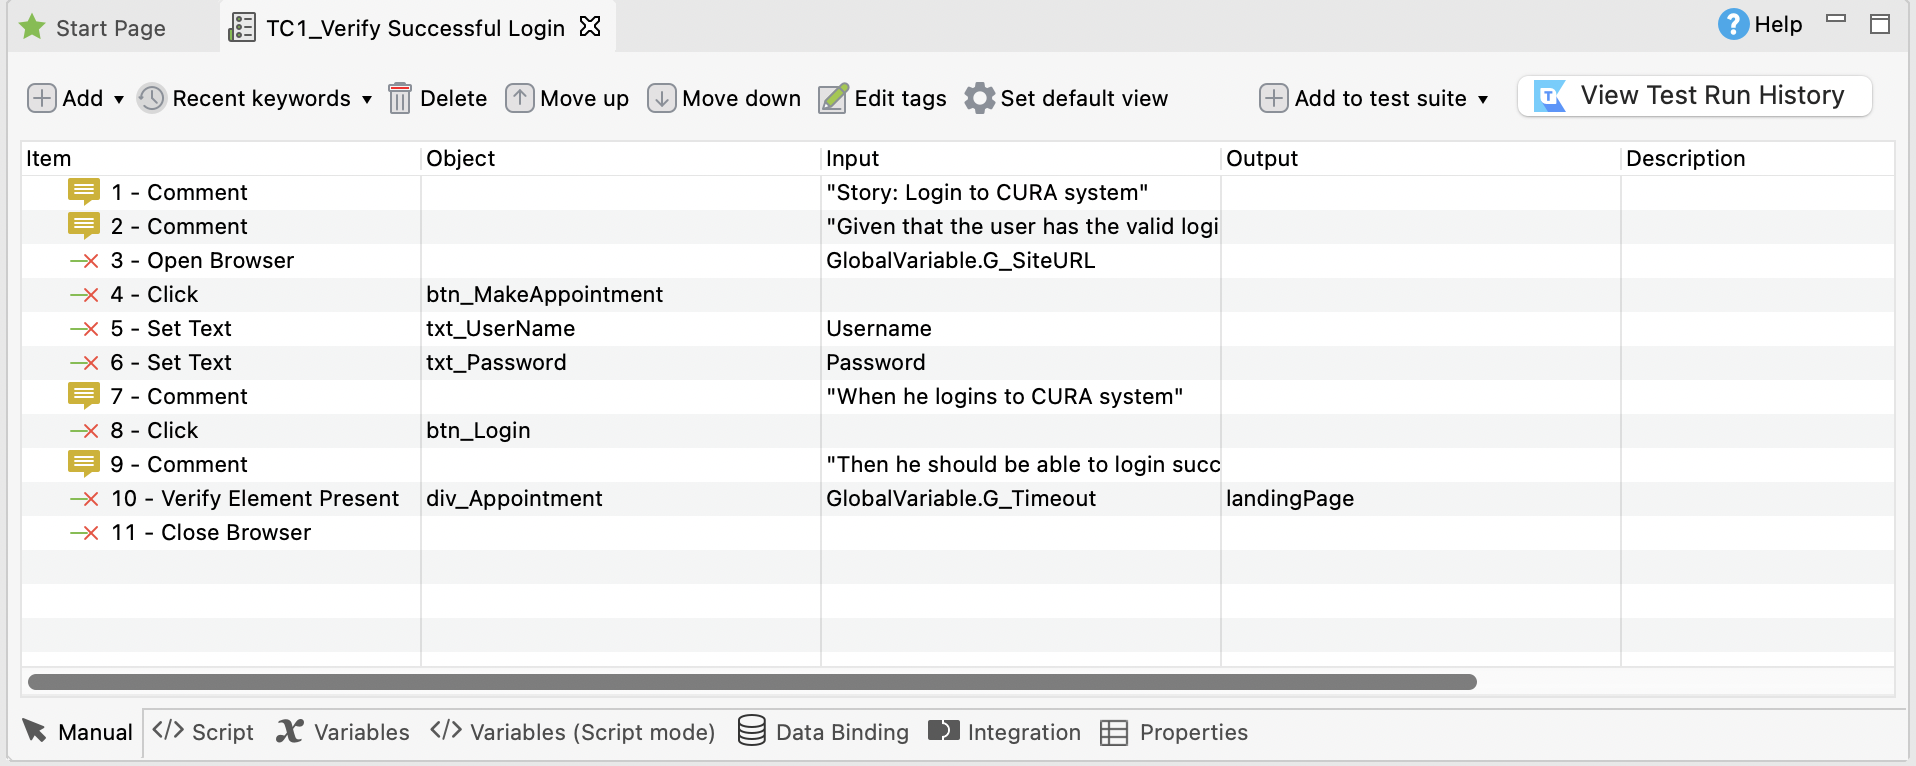 Start Page
TC1_Verify Successful Login
Help
Add
Recent keywords
Delete
Move up
Move down
Edit tags
Set default view
Add to test suite
View Test Run History
Item Object Input Output Description
1 - Comment "Story: Login to CURA system"
2 - Comment "Given that the user has the valid logi
3 - Open Browser GlobalVariable.G_SiteURL
4 - Click btn_MakeAppointment
5 - Set Text txt_UserName Username
6 - Set Text txt_Password Password
7 - Comment "When he logins to CURA system"
8 - Click btn_Login
9 - Comment "Then he should be able to login succ
10 - Verify Element Present div_Appointment GlobalVariable.G_Timeout landingPage
11 - Close Browser
Manual
</> Script
Variables
</> Variables (Script mode)
Data Binding
Integration
Properties